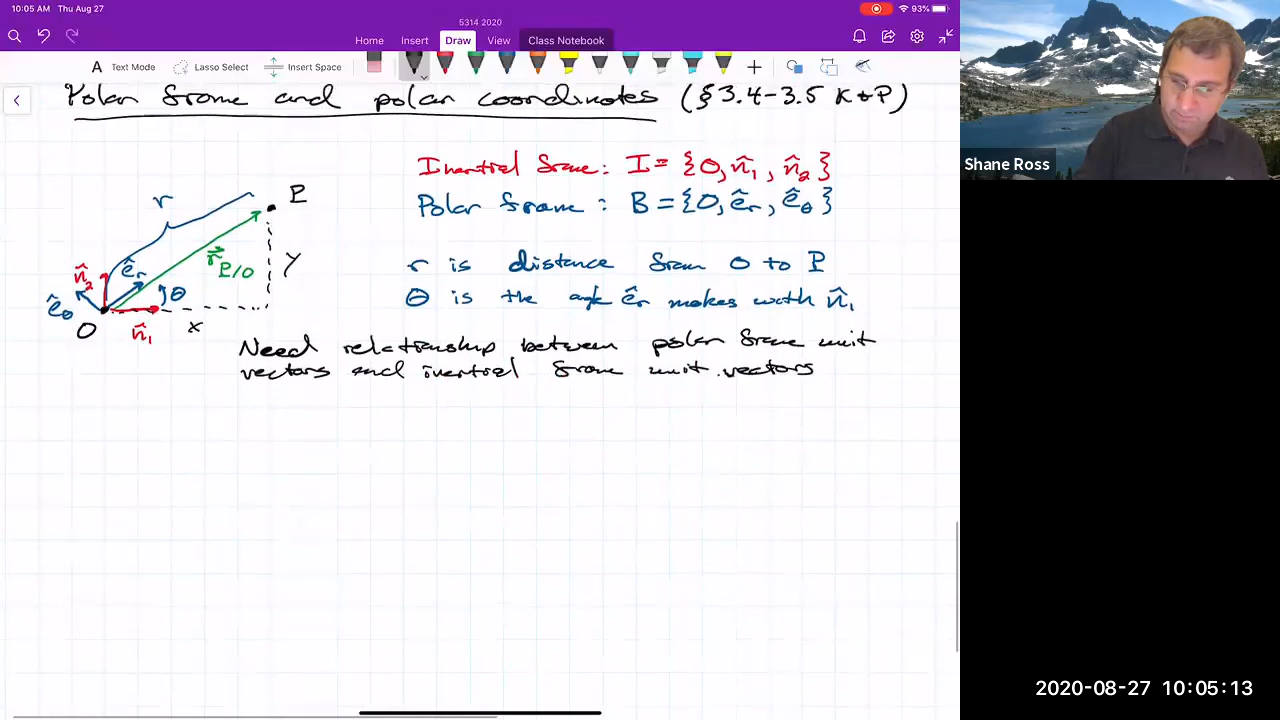 10:05 AM Thu Aug 27
93%
5314 2020
Home Insert Draw View Class Notebook
Text Mode Lasso Select Insert Space
Polar frame and polar coordinates (§3.4-3.5 K&P)
Inertial frame: I = {O, n̂₁, n̂₂}
Polar frame : B = {O, êr, êθ}
r
P
n̂₂
êr
r⃗ P/O
y
êθ
θ
O
n̂₁
x
r is distance from O to P
θ is the angle êr makes with n̂₁
Need relationship between polar frame unit
vectors and inertial frame unit vectors
Shane Ross
2020-08-27 10:05:13